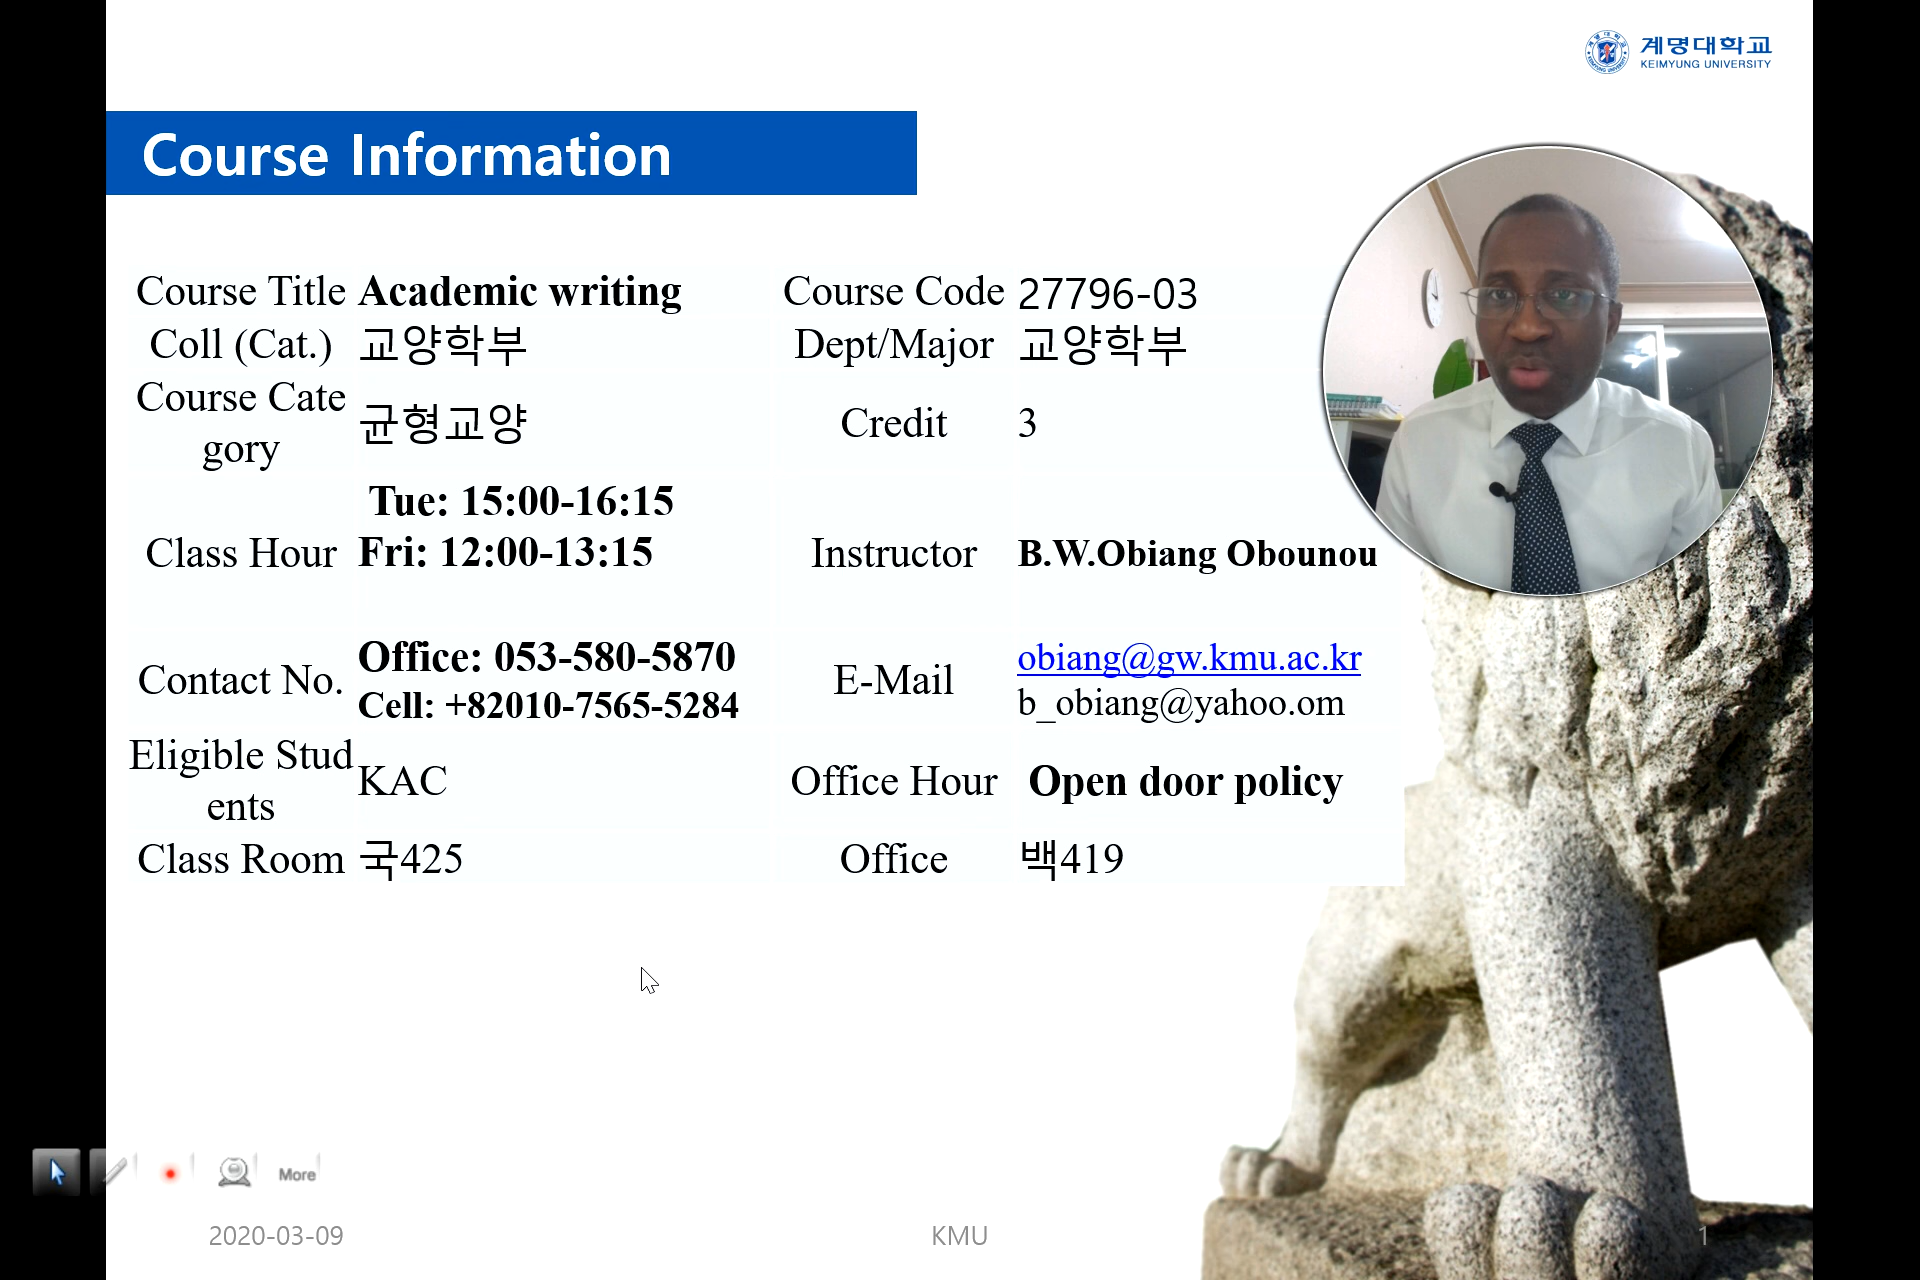 계명대학교
KEIMYUNG UNIVERSITY
Course Information
Course Title Academic writing Course Code 27796-03
Coll (Cat.) 교양학부 Dept/Major 교양학부
Course Cate
gory
균형교양 Credit 3
Class Hour
Tue: 15:00-16:15
Fri: 12:00-13:15
Instructor B.W.Obiang Obounou
Contact No.
Office: 053-580-5870
Cell: +82010-7565-5284
E-Mail
obiang@gw.kmu.ac.kr
b_obiang@yahoo.om
Eligible Stud
ents
KAC Office Hour Open door policy
Class Room 국425 Office 백419
More
2020-03-09 KMU 1